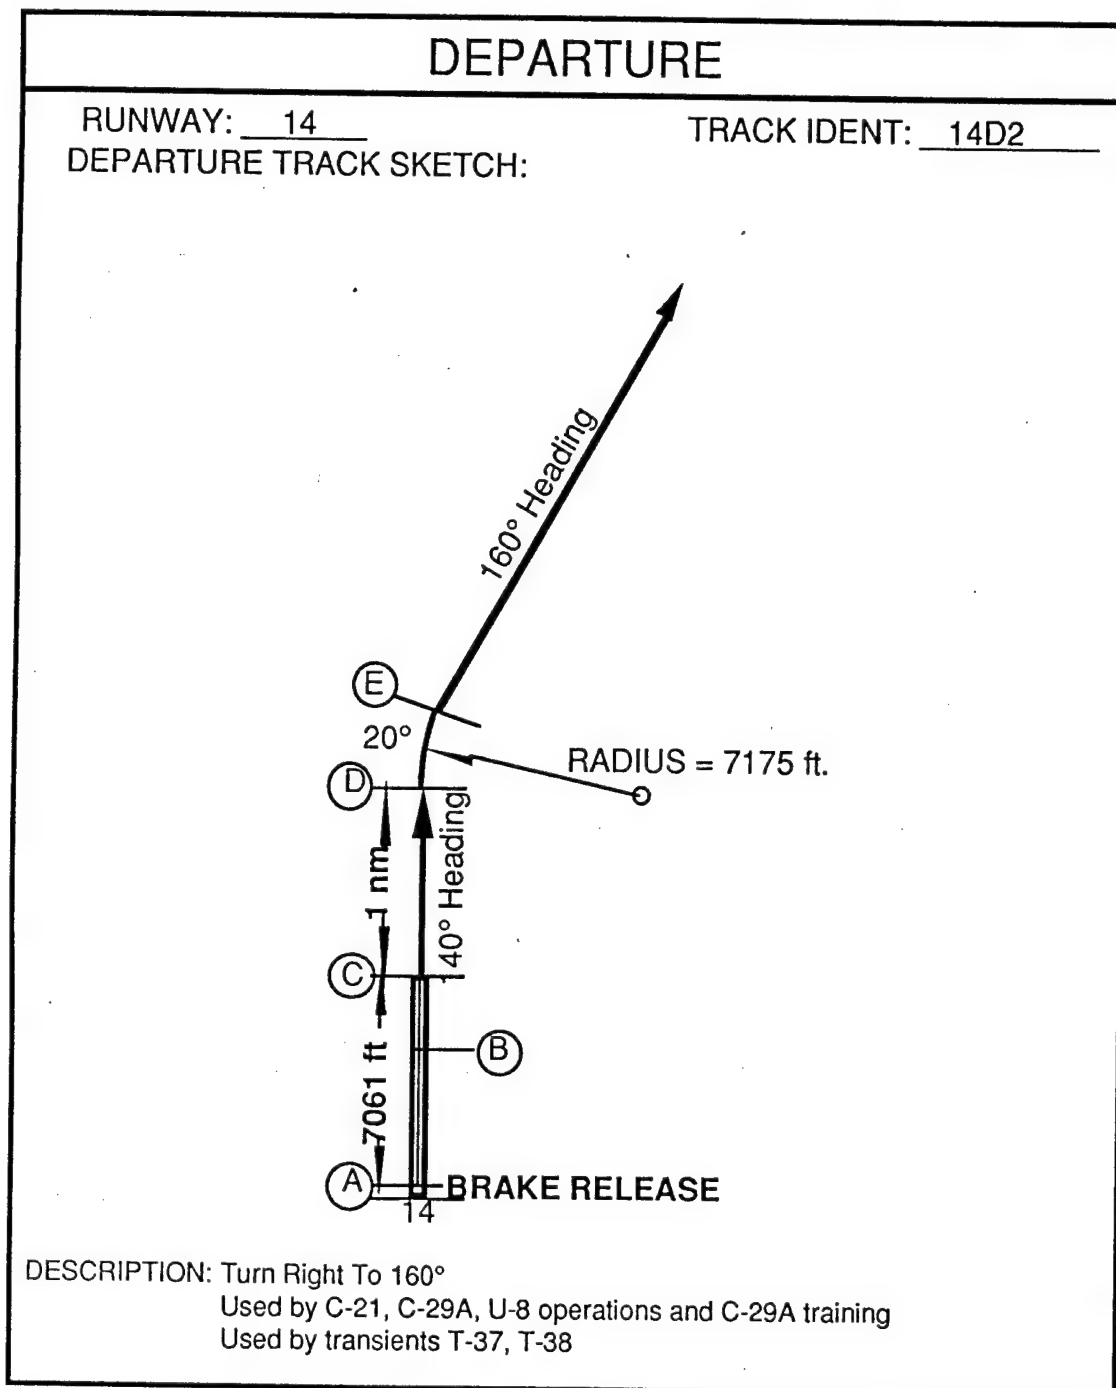 DEPARTURE
RUNWAY: 14
TRACK IDENT: 14D2
DEPARTURE TRACK SKETCH:
160° Heading
E
20°
RADIUS = 7175 ft.
D
1 nm
140° Heading
C
B
7061 ft
A
BRAKE RELEASE
14
DESCRIPTION: Turn Right To 160°
Used by C-21, C-29A, U-8 operations and C-29A training
Used by transients T-37, T-38